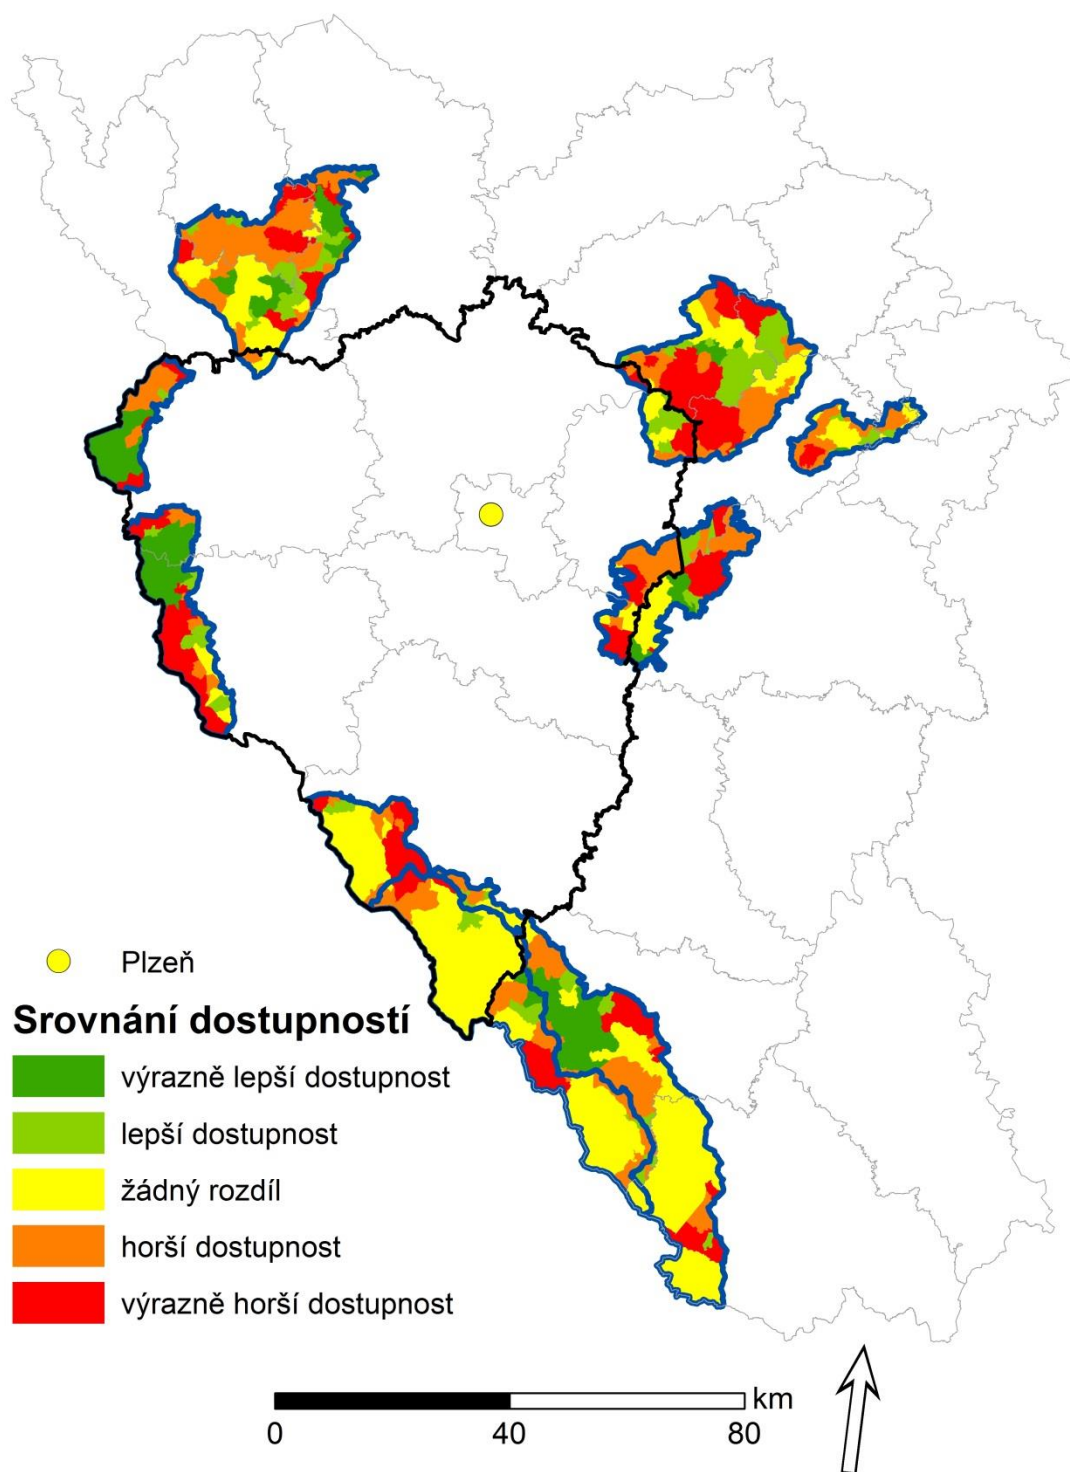 Plzeň
Srovnání dostupností
výrazně lepší dostupnost
lepší dostupnost
žádný rozdíl
horší dostupnost
výrazně horší dostupnost
km
0 40 80